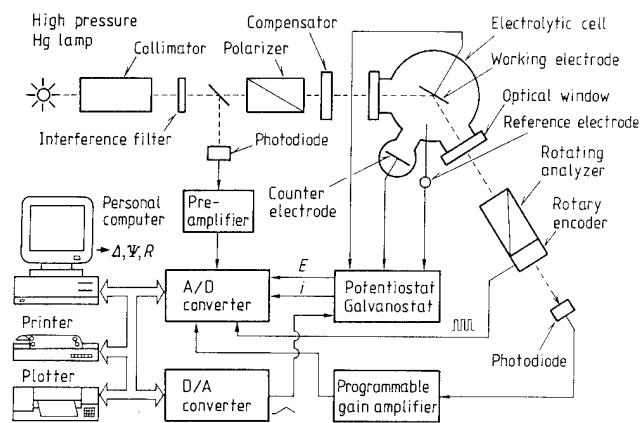 High pressure
Hg lamp
Collimator
Interference filter
Polarizer
Compensator
Electrolytic cell
Working electrode
Optical window
Reference electrode
Rotating
analyzer
Rotary
encoder
Photodiode
Counter
electrode
Personal
computer
Δ,Ψ,R
Pre-
amplifier
A/D
converter
E
i
Potentiostat
Galvanostat
Printer
Plotter
D/A
converter
Programmable
gain amplifier
Photodiode